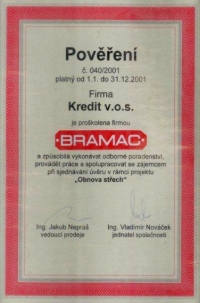 Pověření
č. 040/2001
platný od 1.1. do 31.12.2001
Firma
Kredit v.o.s.
je proškolena firmou
BRAMAC
a způsobilá vykonávat odborné poradenství,
provádět práce a spolupracovat se zájemcem
při sjednávání úvěru v rámci projektu
„Obnova střech“
Ing. Jakub Nepraš
vedoucí prodeje
Ing. Vladimír Nováček
jednatel společnosti